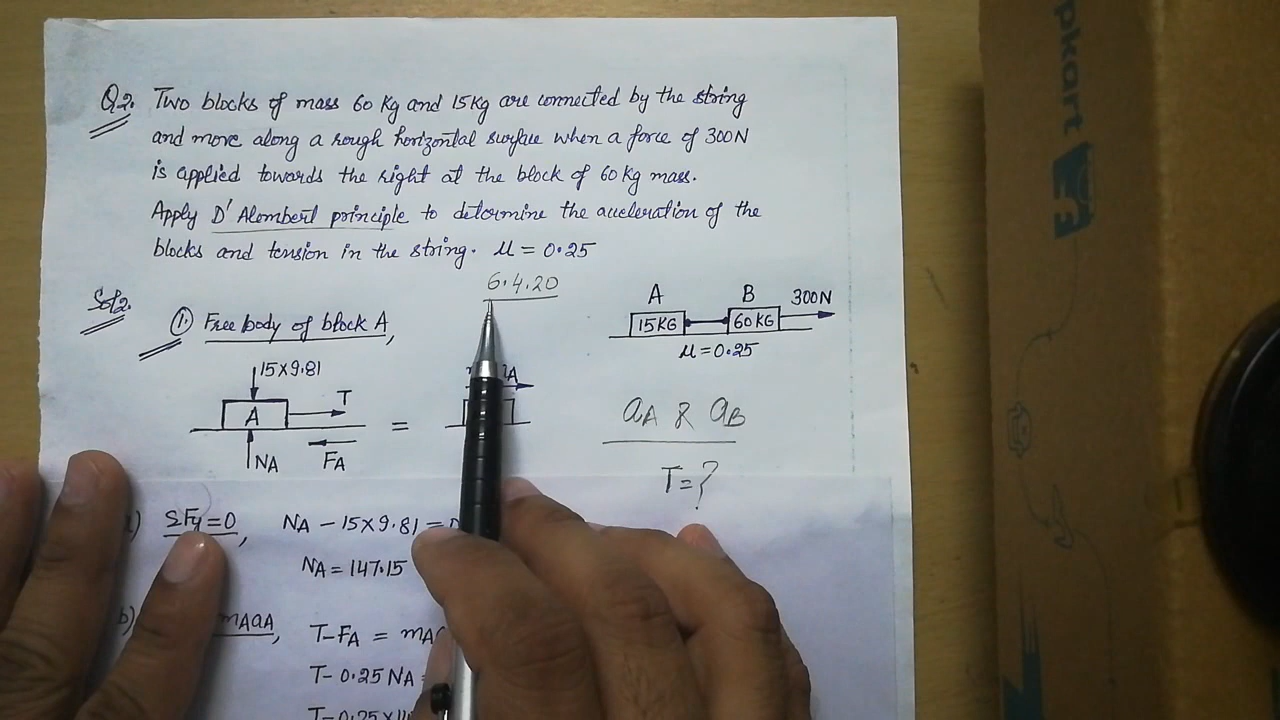 Q2. Two blocks of mass 60 Kg and 15Kg are connected by the string
and move along a rough horizontal surface when a force of 300N
is applied towards the right at the block of 60 Kg mass.
Apply D' Alombert principle to determine the acceleration of the
blocks and tension in the string. μ = 0.25
6.4.20
Sol2.
① Free body of block A,
15×9.81
A
T
NA
FA
=
A
A B 300N
15KG 60KG
μ=0.25
aA & aB
T=?
a) ΣFy=0, NA - 15×9.81 =
NA = 147.15
b) mAaA, T-FA = mA
T- 0.25 NA =
T-0.25×